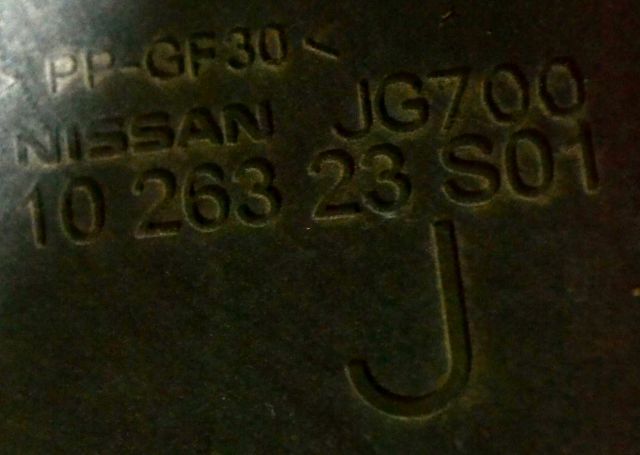 >PP-GF30<
NISSAN JG700
10 263 23 S01
J